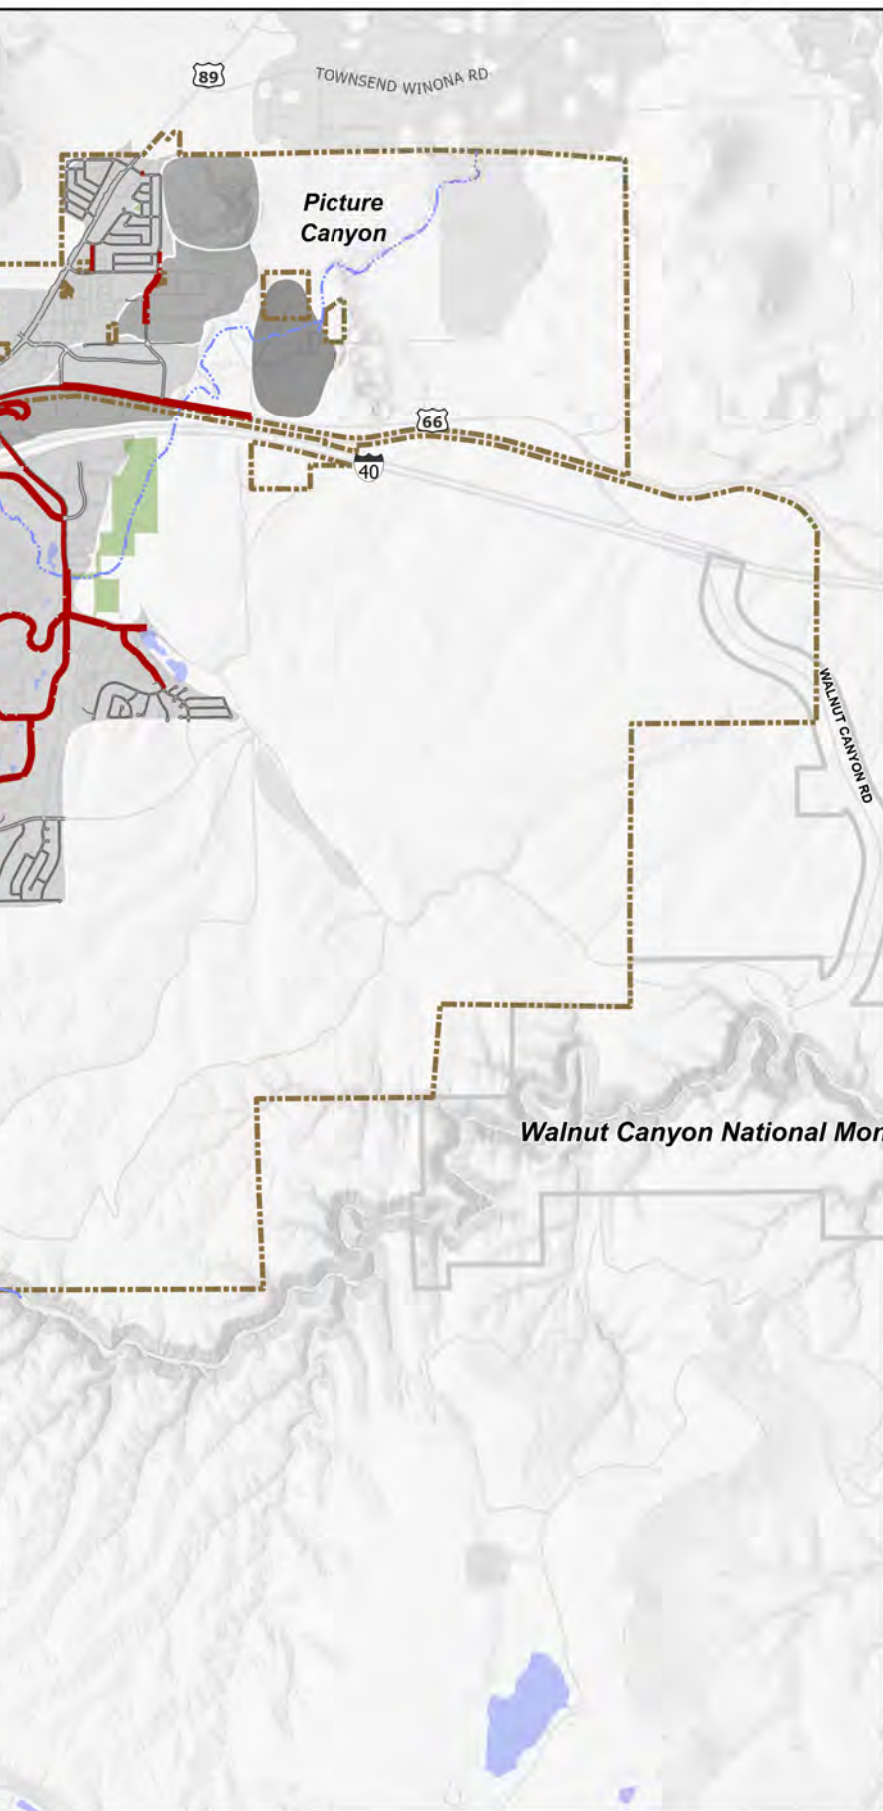 89
TOWNSEND WINONA RD
Picture
Canyon
66
40
WALNUT CANYON RD
Walnut Canyon National Mon